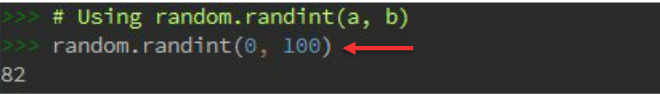 >>> # Using random.randint(a, b)
>>> random.randint(0, 100)
82